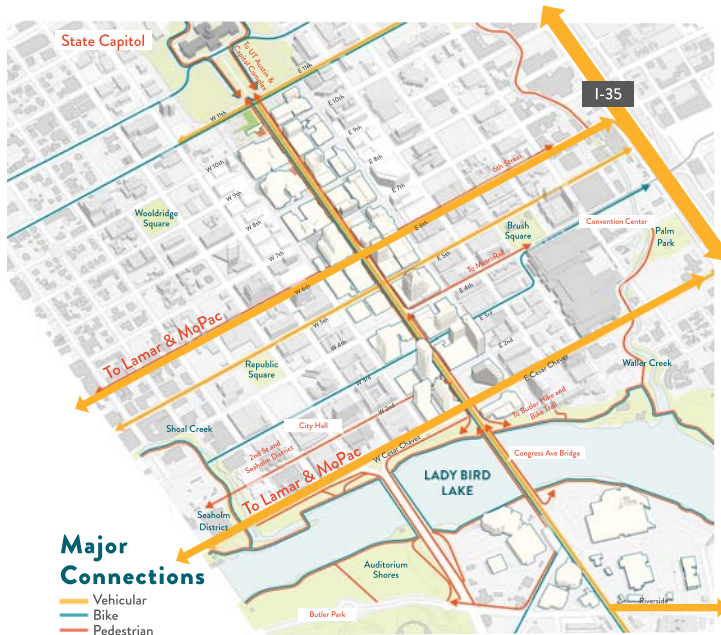 State Capitol
To UT Austin &
Capitol Complex
I-35
E 11th
W 11th
E 10th
W 10th
E 9th
W 9th
E 8th
W 8th
E 7th
W 7th
6th Street
E 6th
W 6th
Wooldridge
Square
Brush
Square
Convention Center
Palm
Park
E 5th
W 5th
To MetroRail
E 4th
W 4th
E 3rd
W 3rd
E 2nd
W 2nd
To Lamar & MoPac
Republic
Square
Waller Creek
E Cesar Chavez
To Butler Hike and
Bike Trail
Shoal Creek
City Hall
2nd St and
Seaholm District
W Cesar Chaves
Congress Ave Bridge
To Lamar & MoPac
LADY BIRD
LAKE
Seaholm
District
Auditorium
Shores
Butler Park
Riverside
Major
Connections
Vehicular
Bike
Pedestrian